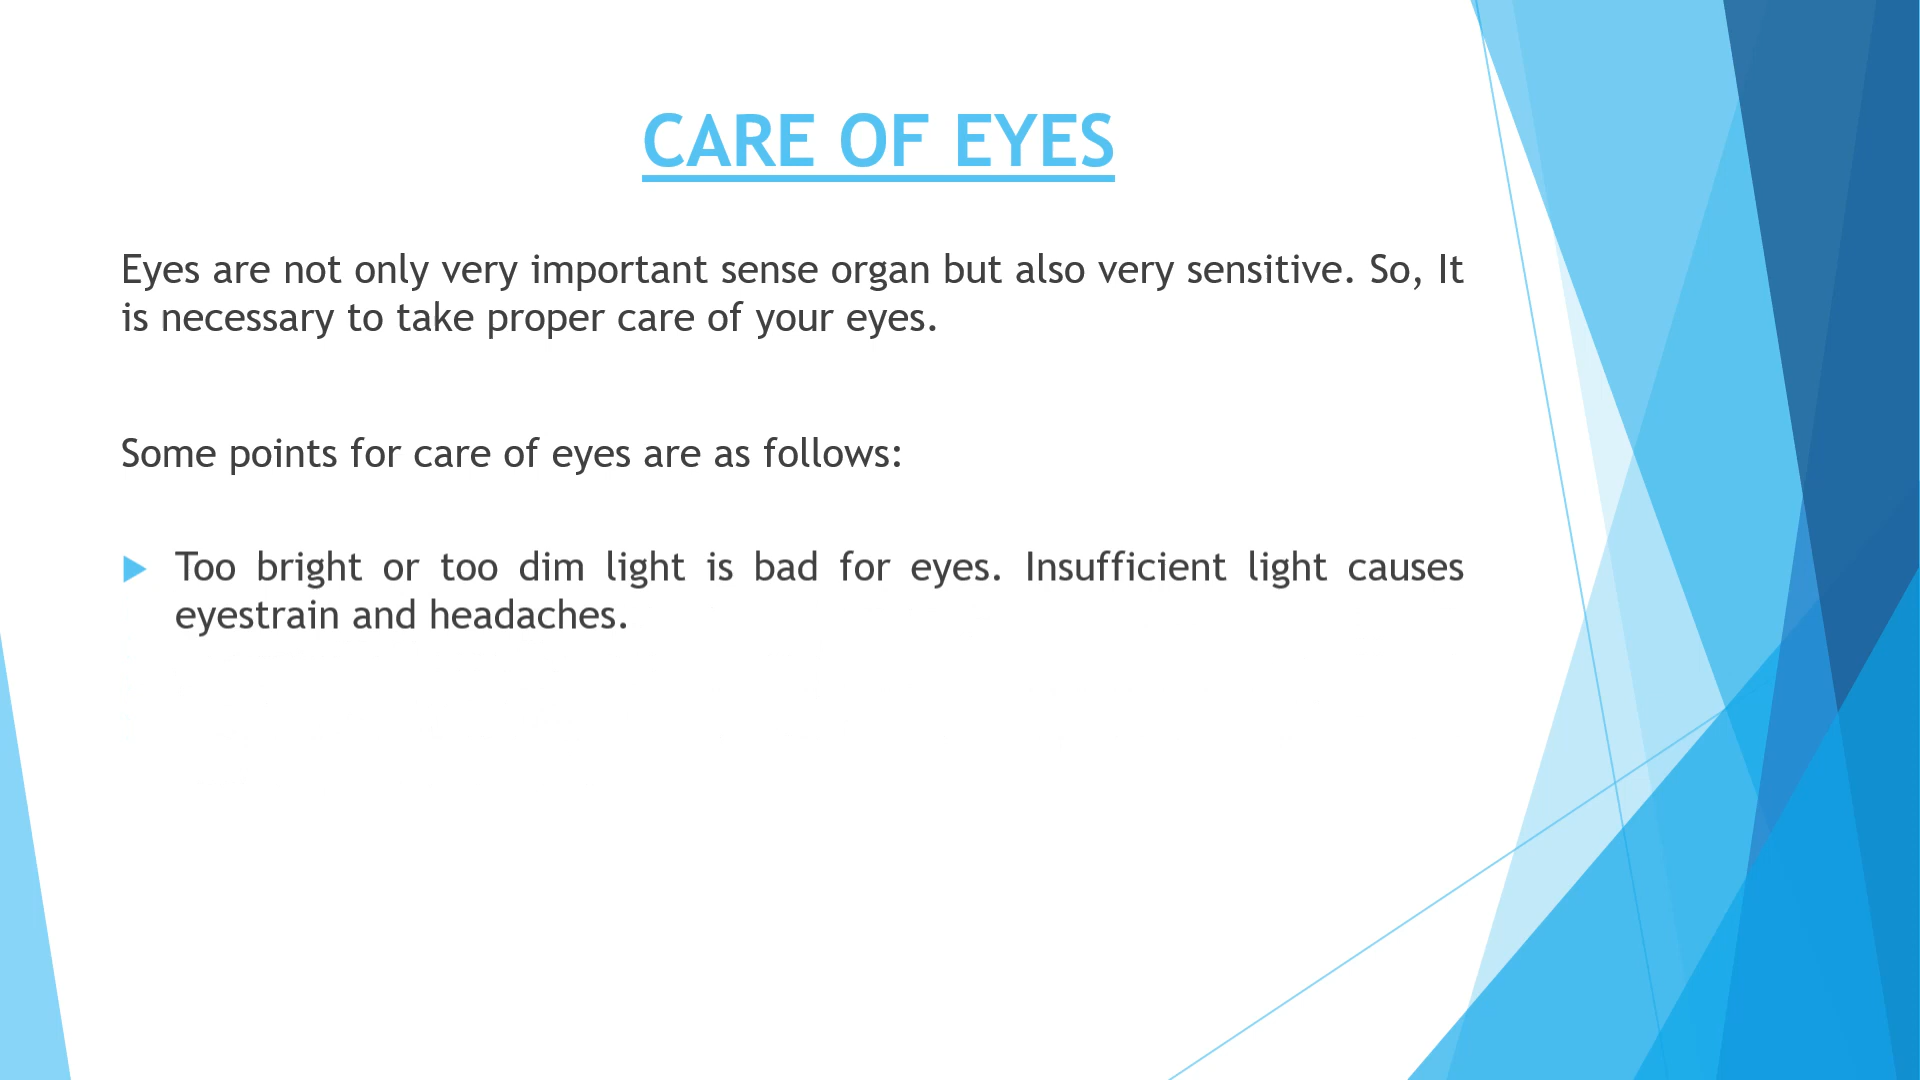 CARE OF EYES
Eyes are not only very important sense organ but also very sensitive. So, It
is necessary to take proper care of your eyes.
Some points for care of eyes are as follows:
Too bright or too dim light is bad for eyes. Insufficient light causes
eyestrain and headaches.